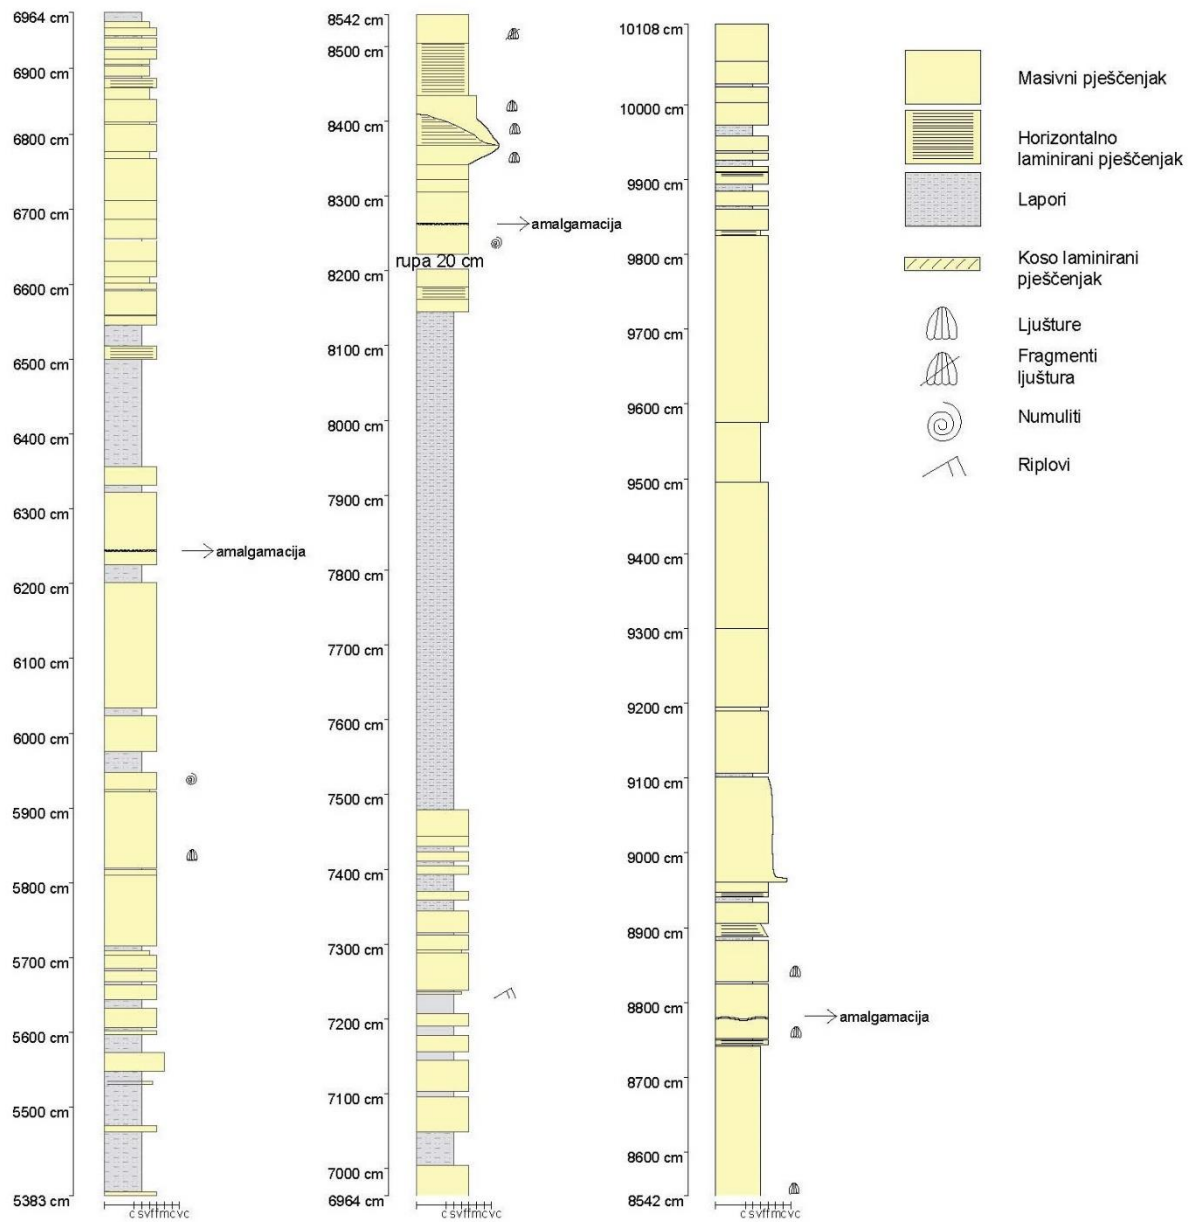 6964 cm
6900 cm
6800 cm
6700 cm
6600 cm
6500 cm
6400 cm
6300 cm
amalgamacija
6200 cm
6100 cm
6000 cm
5900 cm
5800 cm
5700 cm
5600 cm
5500 cm
5383 cm
c s vf f m c vc
8542 cm
8500 cm
8400 cm
8300 cm
amalgamacija
rupa 20 cm
8200 cm
8100 cm
8000 cm
7900 cm
7800 cm
7700 cm
7600 cm
7500 cm
7400 cm
7300 cm
7200 cm
7100 cm
7000 cm
6964 cm
c s vf f m c vc
10108 cm
10000 cm
9900 cm
9800 cm
9700 cm
9600 cm
9500 cm
9400 cm
9300 cm
9200 cm
9100 cm
9000 cm
8900 cm
8800 cm
amalgamacija
8700 cm
8600 cm
8542 cm
c s vf f m c vc
Masivni pješčenjak
Horizontalno
laminirani pješčenjak
Lapori
Koso laminirani
pješčenjak
Ljušture
Fragmenti
ljuštura
Numuliti
Riplovi